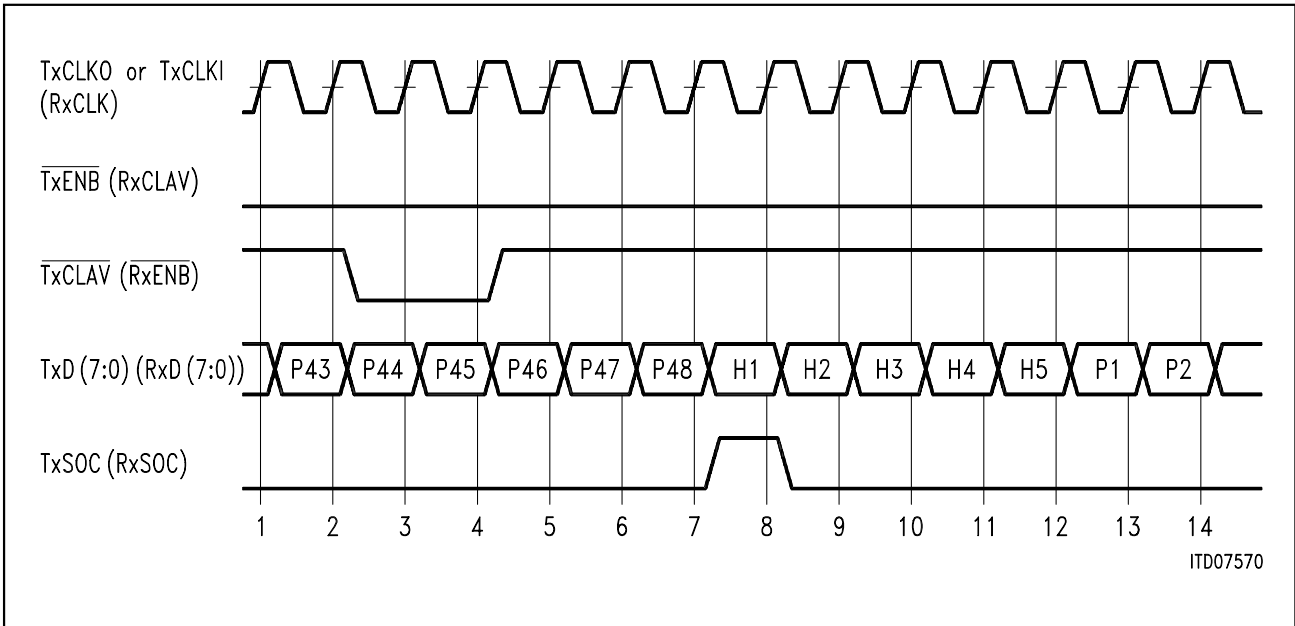 TxCLKO or TxCLKI
(RxCLK)
TxENB (RxCLAV)
TxCLAV (RxENB)
TxD (7:0) (RxD (7:0))
P43 P44 P45 P46 P47 P48 H1 H2 H3 H4 H5 P1 P2
TxSOC (RxSOC)
1 2 3 4 5 6 7 8 9 10 11 12 13 14
ITD07570